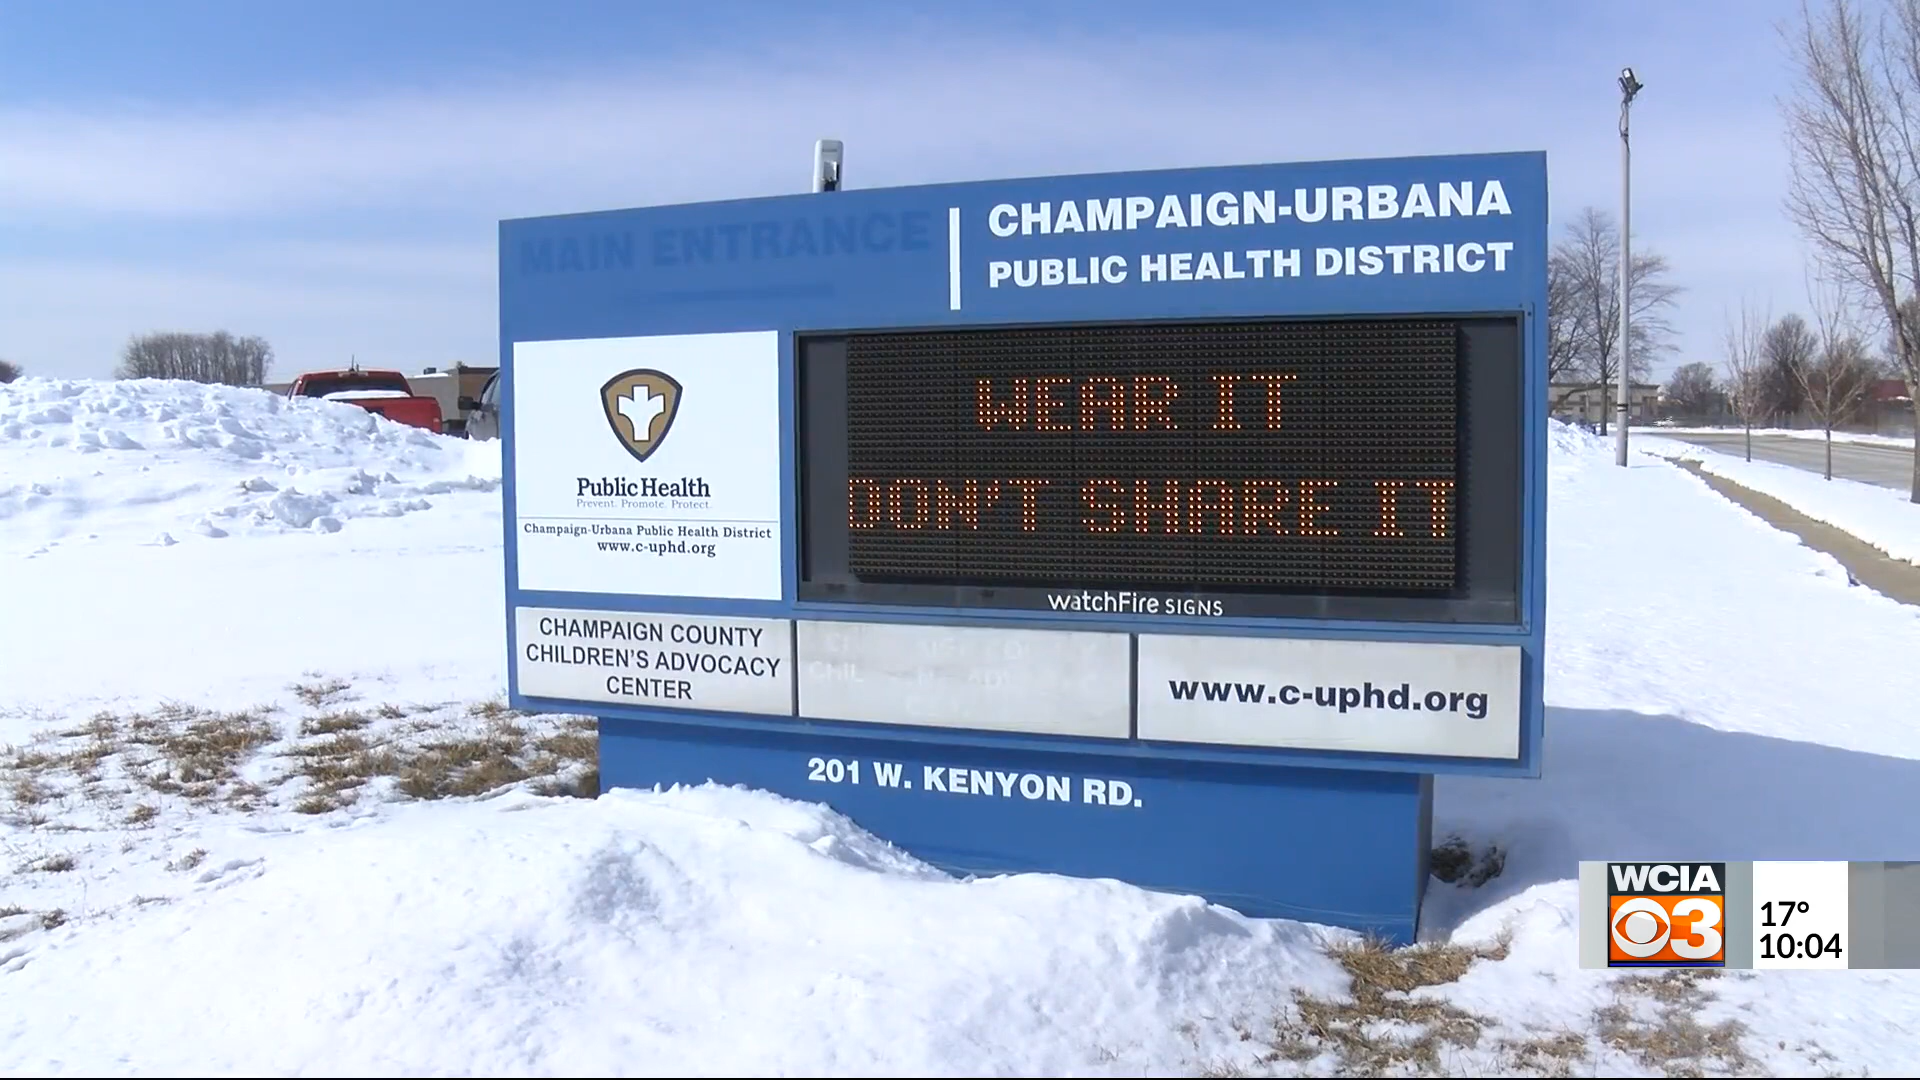 MAIN ENTRANCE
CHAMPAIGN-URBANA
PUBLIC HEALTH DISTRICT
WEAR IT
DON'T SHARE IT
watchFire SIGNS
Public Health
Prevent. Promote. Protect.
Champaign-Urbana Public Health District
www.c-uphd.org
CHAMPAIGN COUNTY
CHILDREN'S ADVOCACY
CENTER
www.c-uphd.org
201 W. KENYON RD.
WCIA
3
17°
10:04